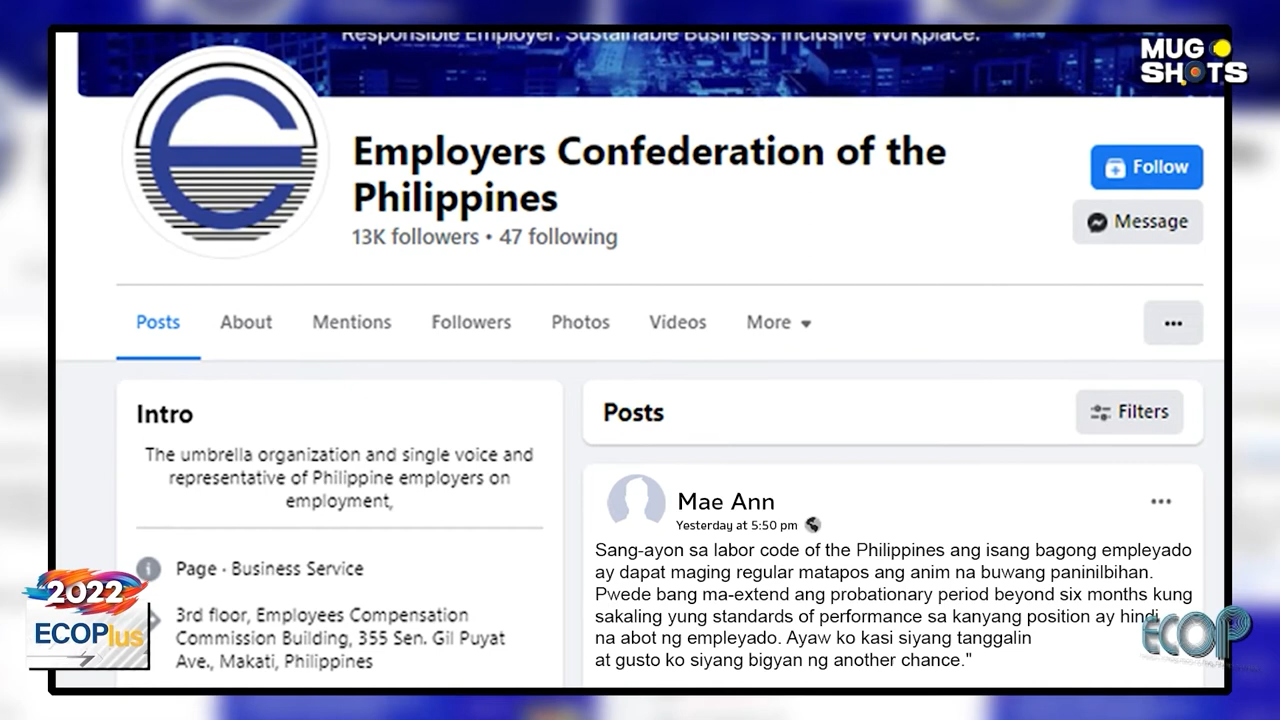 Responsible Employer. Sustainable Business. Inclusive Workplace.
MUG
SHOTS
Employers Confederation of the
Philippines
13K followers • 47 following
Follow
Message
Posts
About
Mentions
Followers
Photos
Videos
More
Intro
The umbrella organization and single voice and
representative of Philippine employers on
employment,
Page · Business Service
3rd floor, Employees Compensation
Commission Building, 355 Sen. Gil Puyat
Ave., Makati, Philippines
Posts
Filters
Mae Ann
Yesterday at 5:50 pm
Sang-ayon sa labor code of the Philippines ang isang bagong empleyado
ay dapat maging regular matapos ang anim na buwang paninilbihan.
Pwede bang ma-extend ang probationary period beyond six months kung
sakaling yung standards of performance sa kanyang position ay hindi
na abot ng empleyado. Ayaw ko kasi siyang tanggalin
at gusto ko siyang bigyan ng another chance."
2022
ECOPlus
ECOP